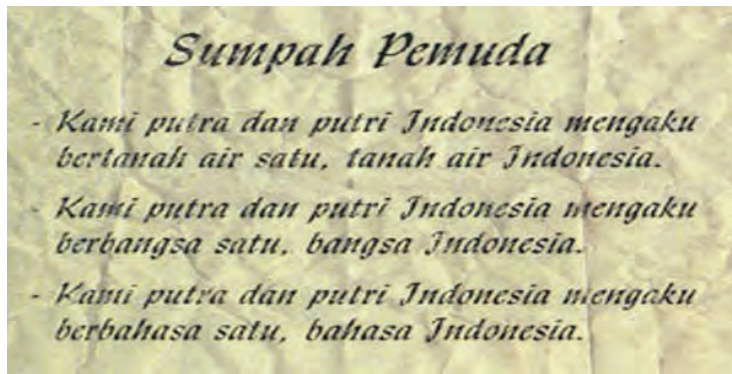 Sumpah Pemuda
- Kami putra dan putri Indonesia mengaku
bertanah air satu, tanah air Indonesia.
- Kami putra dan putri Indonesia mengaku
berbangsa satu, bangsa Indonesia.
- Kami putra dan putri Indonesia mengaku
berbahasa satu, bahasa Indonesia.